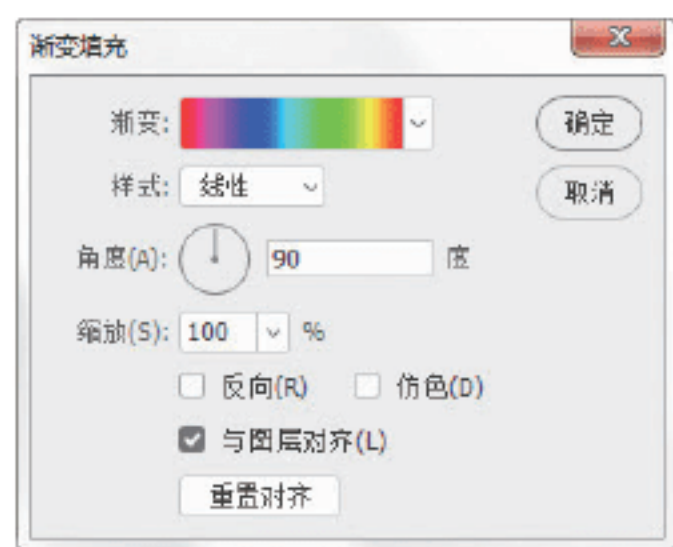 渐变填充
渐变: 确定
样式: 线性 取消
角度(A): 90 度
缩放(S): 100 %
反向(R) 仿色(D)
与图层对齐(L)
重置对齐